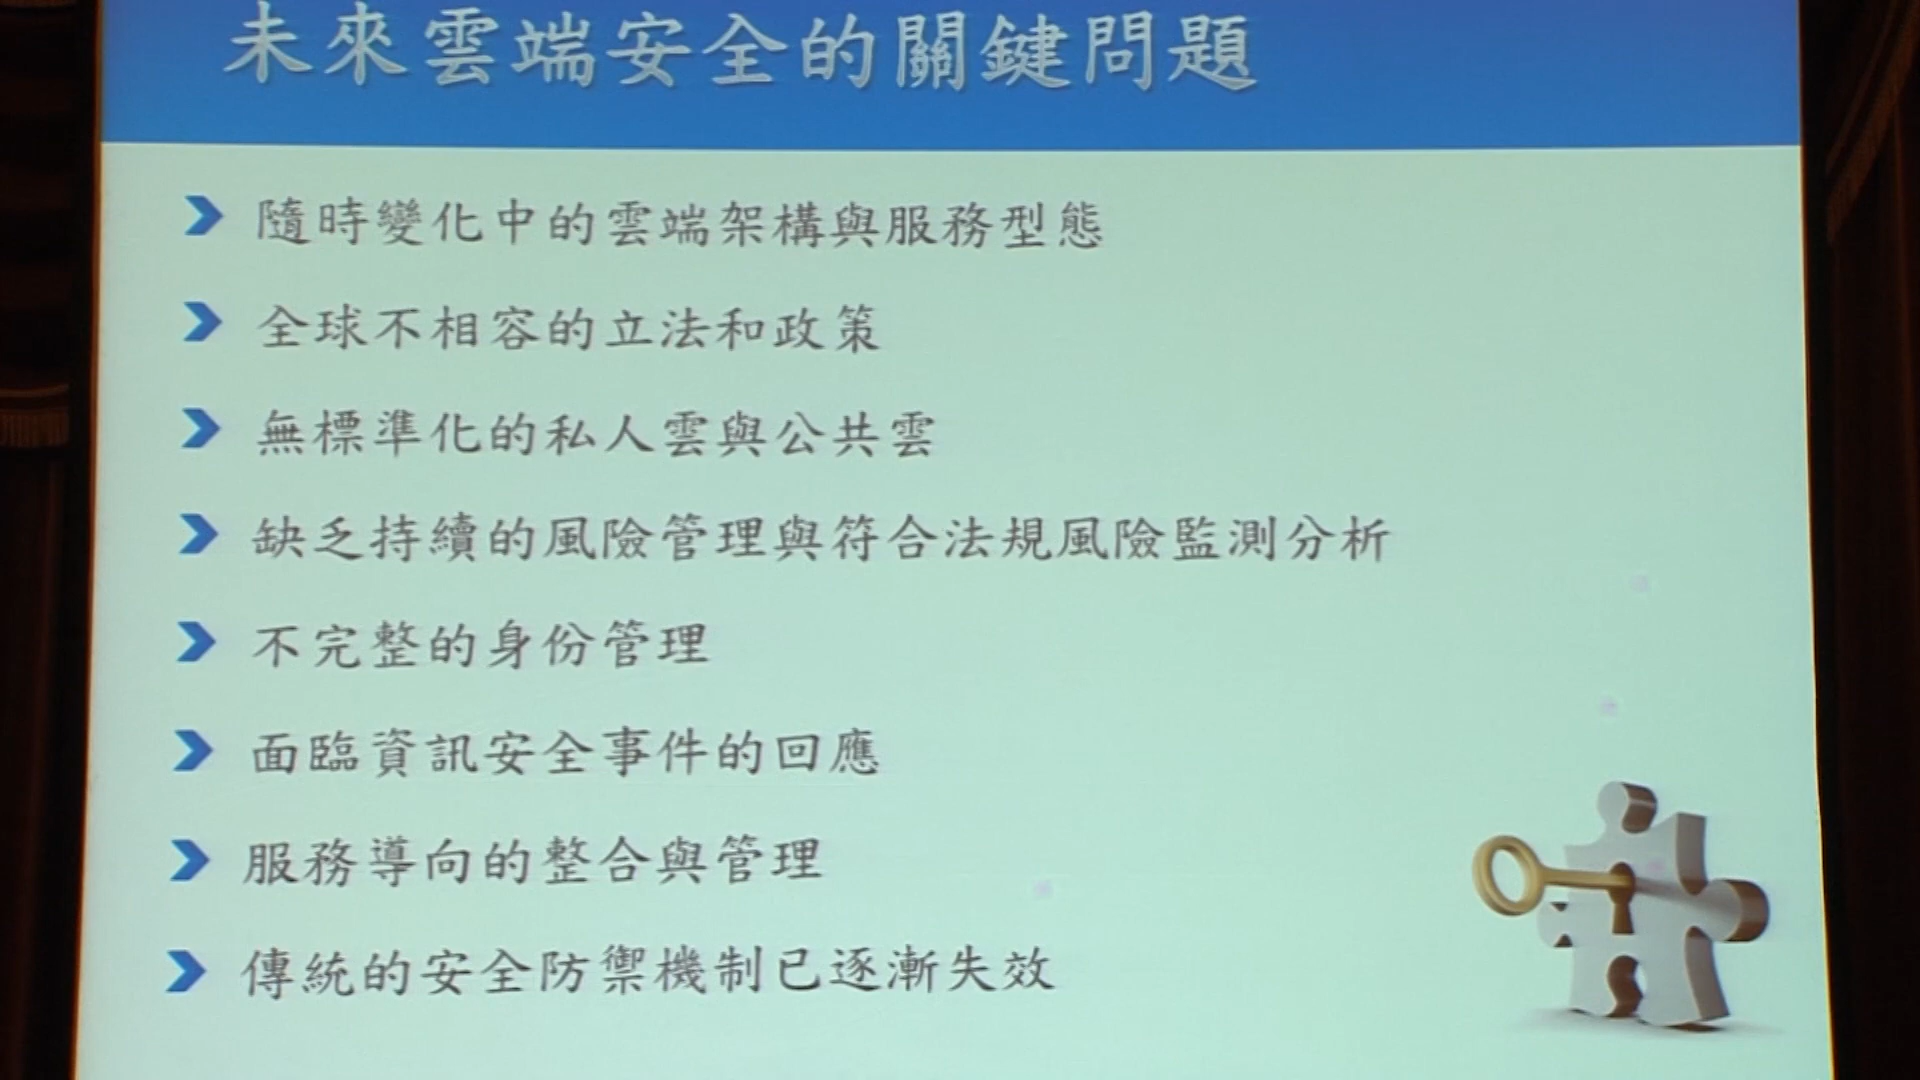 未來雲端安全的關鍵問題
隨時變化中的雲端架構與服務型態
全球不相容的立法和政策
無標準化的私人雲與公共雲
缺乏持續的風險管理與符合法規風險監測分析
不完整的身份管理
面臨資訊安全事件的回應
服務導向的整合與管理
傳統的安全防禦機制已逐漸失效